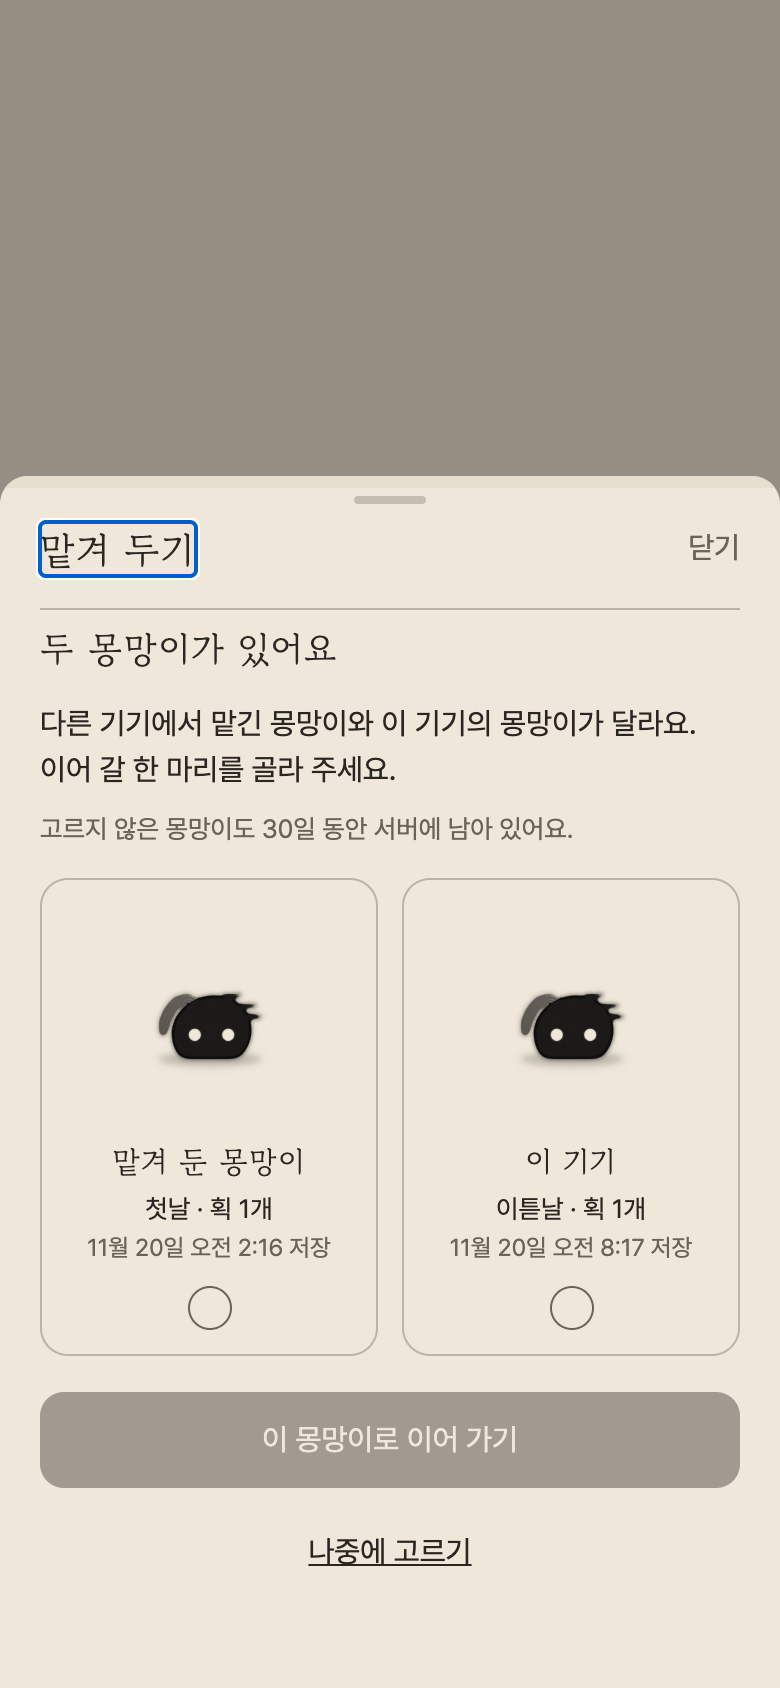 맡겨 두기
닫기
두 몽망이가 있어요
다른 기기에서 맡긴 몽망이와 이 기기의 몽망이가 달라요.
이어 갈 한 마리를 골라 주세요.
고르지 않은 몽망이도 30일 동안 서버에 남아 있어요.
맡겨 둔 몽망이
첫날 · 획 1개
11월 20일 오전 2:16 저장
이 기기
이튿날 · 획 1개
11월 20일 오전 8:17 저장
이 몽망이로 이어 가기
나중에 고르기